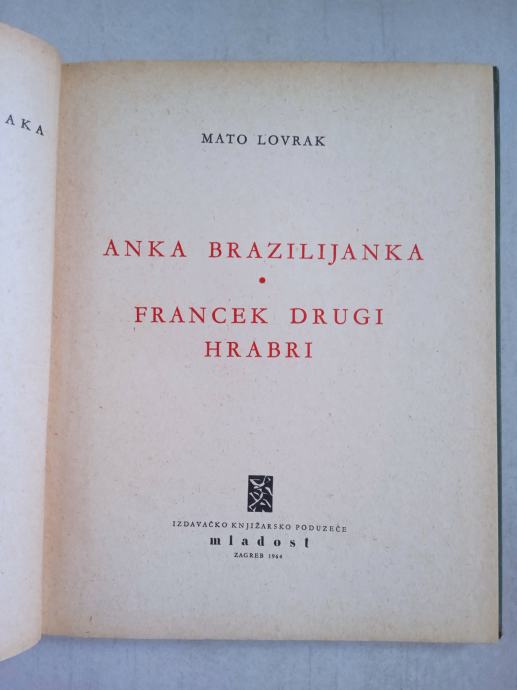 AKA
MATO LOVRAK
ANKA BRAZILIJANKA
•
FRANCEK DRUGI
HRABRI
IZDAVAČKO KNJIŽARSKO PODUZEĆE
mladost
ZAGREB 1964